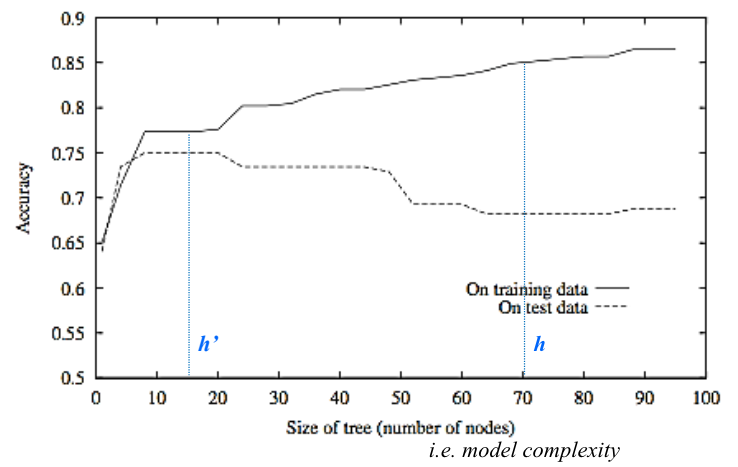 0.9
0.85
0.8
0.75
0.7
0.65
0.6
0.55
0.5
Accuracy
On training data
On test data
h’
h
0 10 20 30 40 50 60 70 80 90 100
Size of tree (number of nodes)
i.e. model complexity